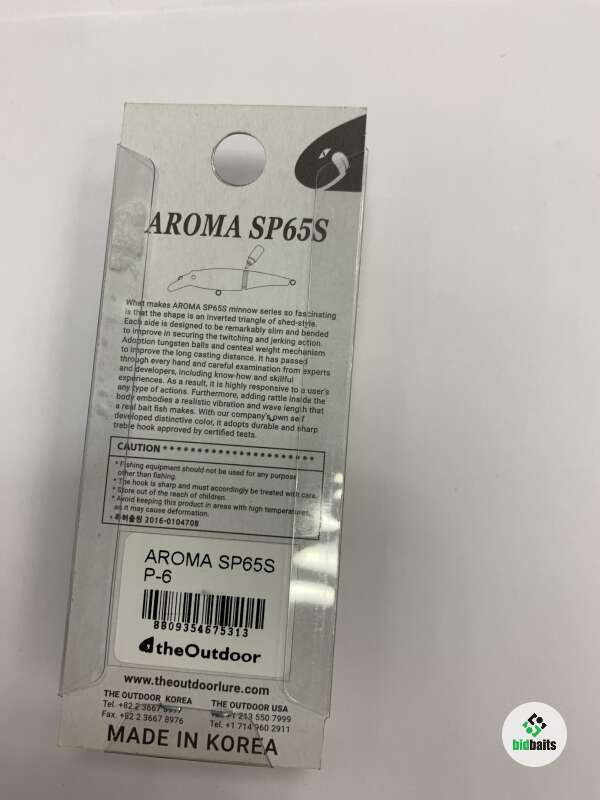 AROMA SP65S
What makes AROMA SP65S minnow series so fascinating
is that the shape is an inverted triangle of shed-style.
Each side is designed to be remarkably slim and bended
to improve in securing the twitching and jerking action.
Adoption tungsten balls and centeal weight mechanism
to improve the long casting distance. It has passed
through every hand and careful examination from experts
and developers, including know-how and skillful
experiences. As a result, it is highly responsive to a user's
any type of actions. Furthermore, adding rattle inside the
body embodies a realistic vibration and wave length that
a real bait fish makes. With our company's own self
developed distinctive color, it adopts durable and sharp
treble hook approved by certified tests.
CAUTION
* Fishing equipment should not be used for any purpose
other than fishing.
* The hook is sharp and must accordingly be treated with care.
* Store out of the reach of children.
* Avoid keeping this product in areas with high temperatures,
as it may cause deformation.
* 특허출원 2016-0104708
AROMA SP65S
P-6
8809354675313
theOutdoor
www.theoutdoorlure.com
THE OUTDOOR KOREA THE OUTDOOR USA
Tel. +82 2 3667 Tel. +1 213 550 7999
Fax. +82 2 3667 8976 Tel. +1 714 960 2911
MADE IN KOREA
bidbaits